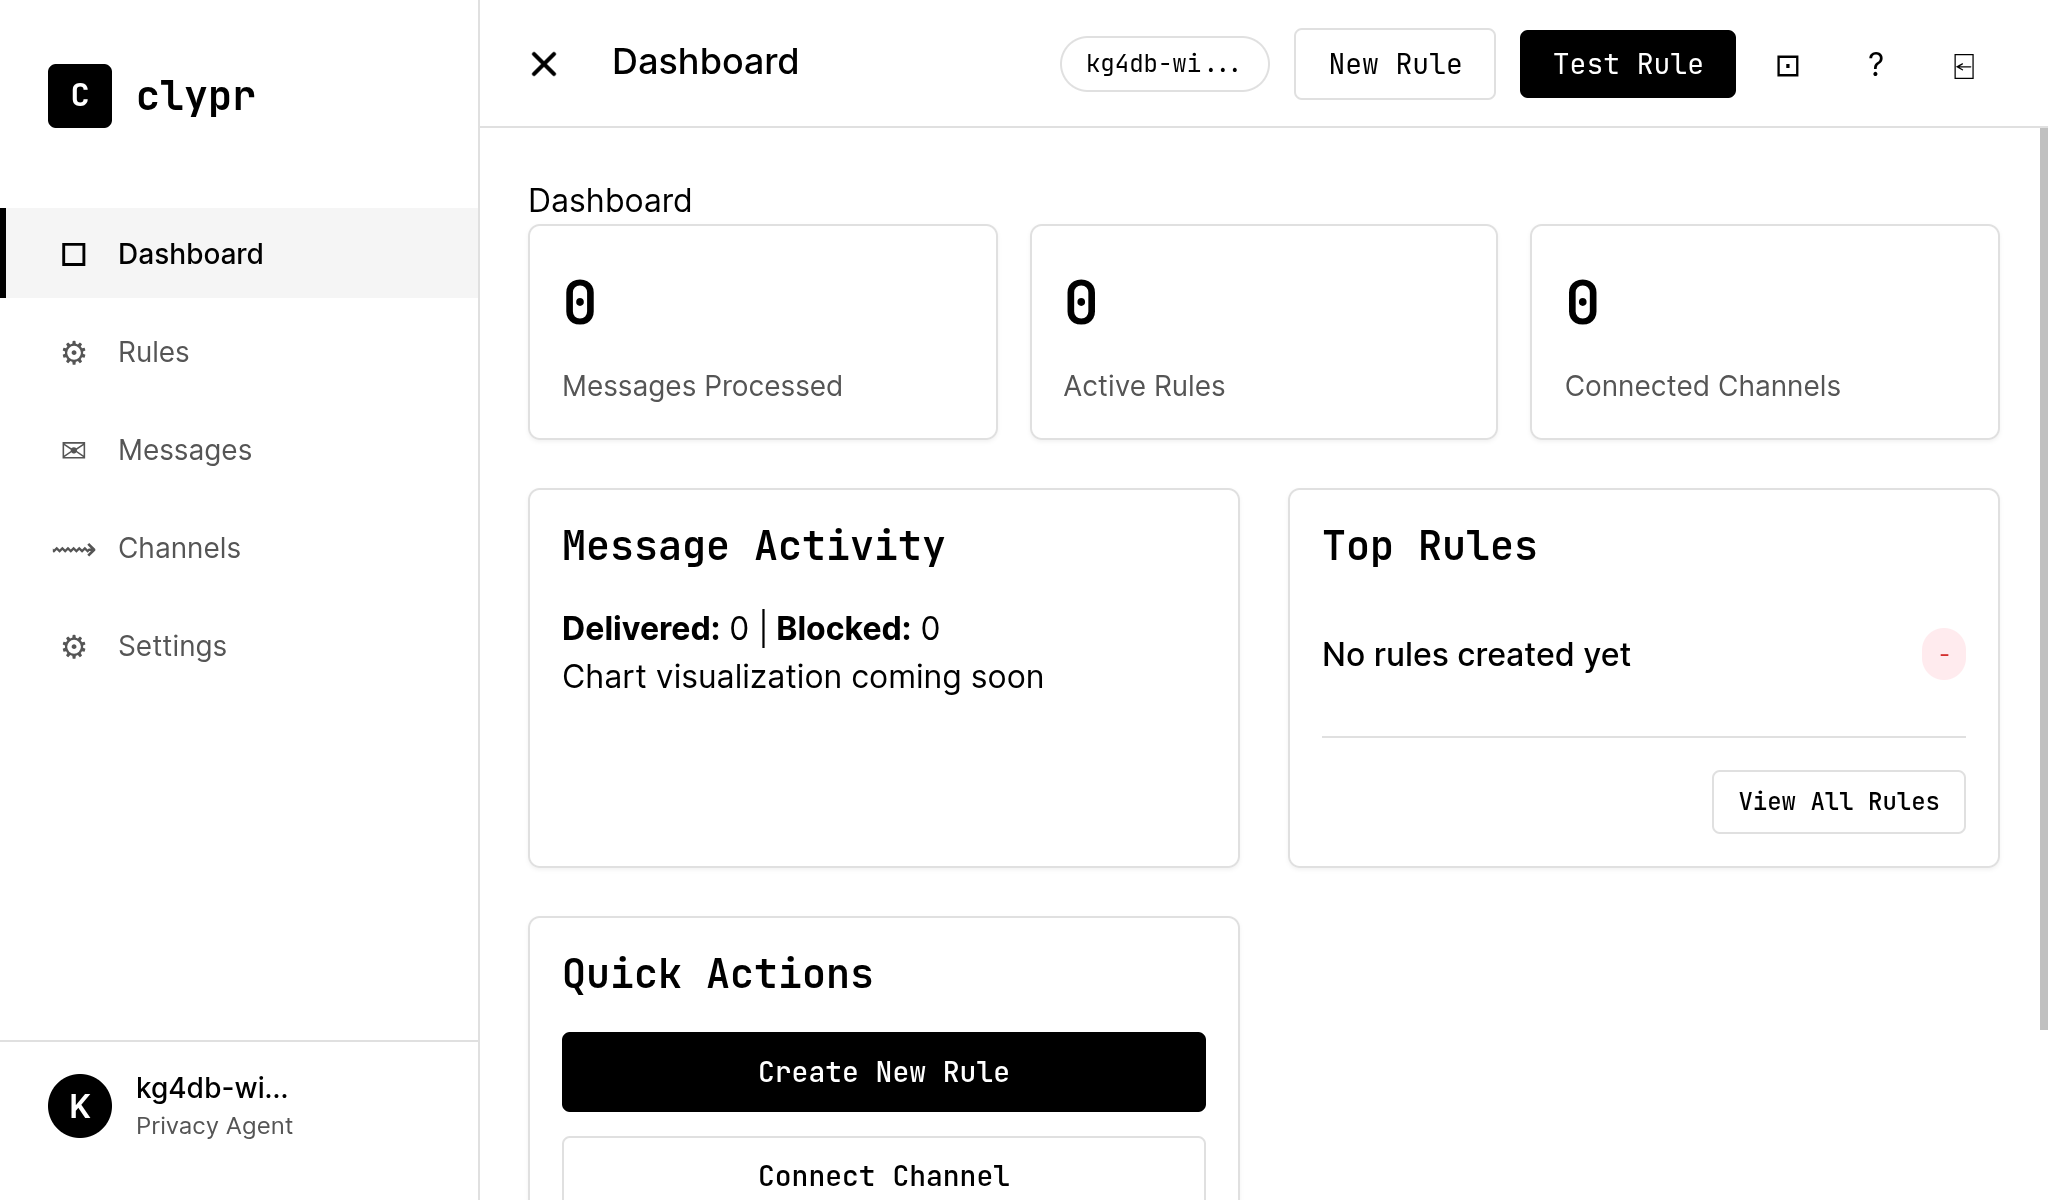 C clypr
Dashboard
Rules
Messages
Channels
Settings
K kg4db-wi...
Privacy Agent
Dashboard kg4db-wi... New Rule Test Rule ?
Dashboard
0 0 0
Messages Processed Active Rules Connected Channels
Message Activity
Delivered: 0 | Blocked: 0
Chart visualization coming soon
Top Rules
No rules created yet -
View All Rules
Quick Actions
Create New Rule
Connect Channel